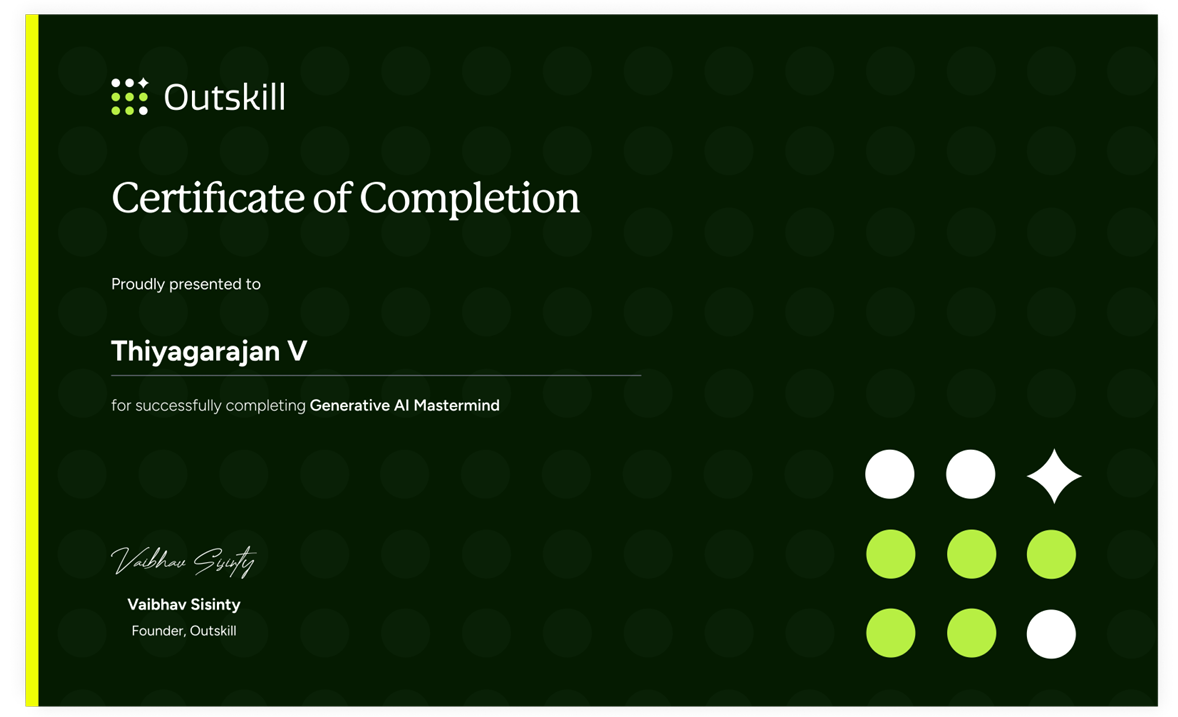 Outskill
Certificate of Completion
Proudly presented to
Thiyagarajan V
for successfully completing Generative AI Mastermind
Vaibhav Sisinty
Vaibhav Sisinty
Founder, Outskill